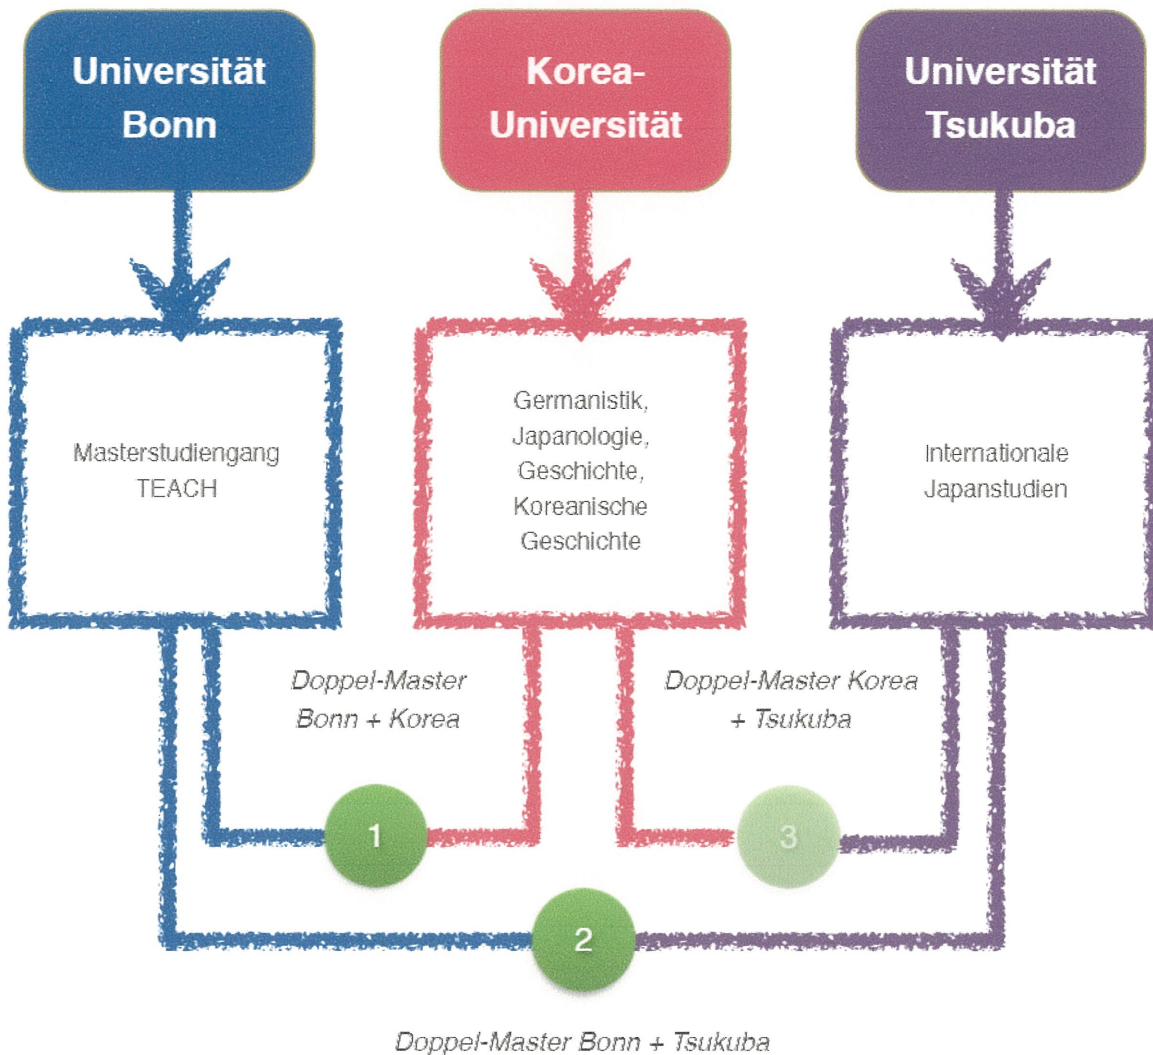 Universität
Bonn
Korea-
Universität
Universität
Tsukuba
Masterstudiengang
TEACH
Germanistik,
Japanologie,
Geschichte,
Koreanische
Geschichte
Internationale
Japanstudien
Doppel-Master
Bonn + Korea
Doppel-Master Korea
+ Tsukuba
1
3
2
Doppel-Master Bonn + Tsukuba